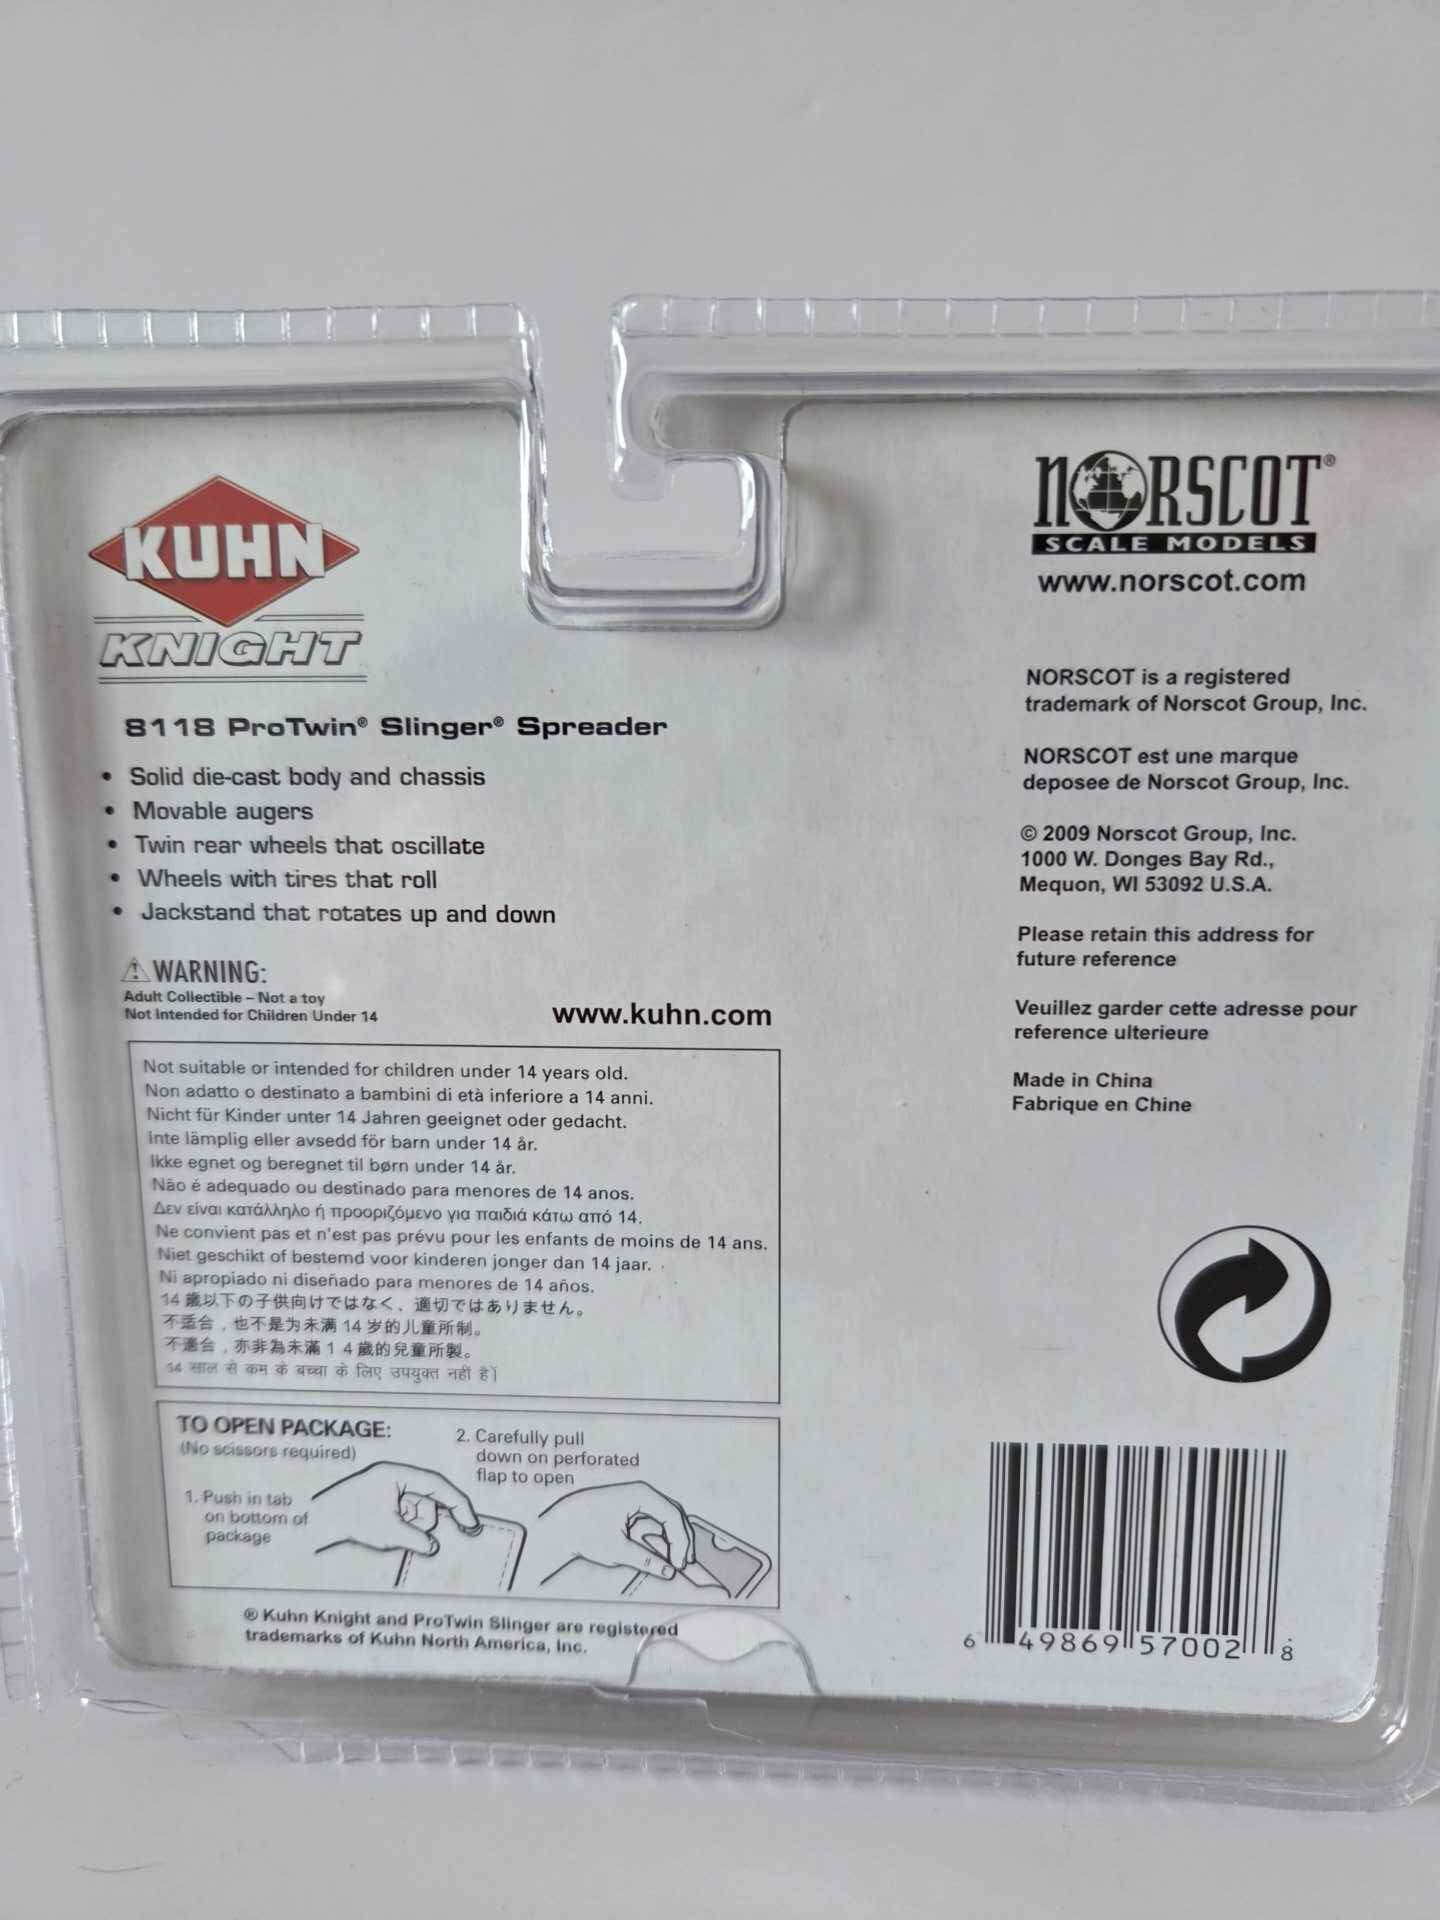 KUHN
KNIGHT
8118 ProTwin® Slinger® Spreader
• Solid die-cast body and chassis
• Movable augers
• Twin rear wheels that oscillate
• Wheels with tires that roll
• Jackstand that rotates up and down
WARNING:
Adult Collectible – Not a toy
Not Intended for Children Under 14
www.kuhn.com
Not suitable or intended for children under 14 years old.
Non adatto o destinato a bambini di età inferiore a 14 anni.
Nicht für Kinder unter 14 Jahren geeignet oder gedacht.
Inte lämplig eller avsedd för barn under 14 år.
Ikke egnet og beregnet til børn under 14 år.
Não é adequado ou destinado para menores de 14 anos.
Δεν είναι κατάλληλο ή προοριζόμενο για παιδιά κάτω από 14.
Ne convient pas et n'est pas prévu pour les enfants de moins de 14 ans.
Niet geschikt of bestemd voor kinderen jonger dan 14 jaar.
Ni apropiado ni diseñado para menores de 14 años.
14 歳以下の子供向けではなく、適切ではありません。
不适合，也不是为未满 14 岁的儿童所制。
不適合，亦非為未滿 1 4 歲的兒童所製。
14 साल से कम के बच्चा के लिए उपयुक्त नहीं है।
TO OPEN PACKAGE:
(No scissors required)
1. Push in tab
on bottom of
package
2. Carefully pull
down on perforated
flap to open
® Kuhn Knight and ProTwin Slinger are registered
trademarks of Kuhn North America, Inc.
NORSCOT®
SCALE MODELS
www.norscot.com
NORSCOT is a registered
trademark of Norscot Group, Inc.
NORSCOT est une marque
deposee de Norscot Group, Inc.
© 2009 Norscot Group, Inc.
1000 W. Donges Bay Rd.,
Mequon, WI 53092 U.S.A.
Please retain this address for
future reference
Veuillez garder cette adresse pour
reference ulterieure
Made in China
Fabrique en Chine
6 49869 57002 8